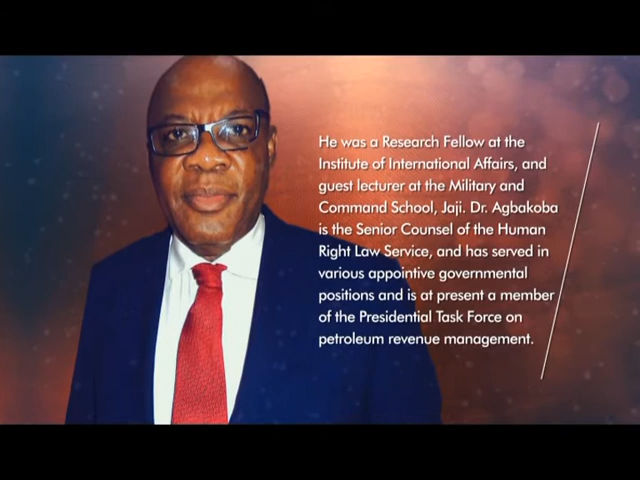 He was a Research Fellow at the
Institute of International Affairs, and
guest lecturer at the Military and
Command School, Jaji. Dr. Agbakoba
is the Senior Counsel of the Human
Right Law Service, and has served in
various appointive governmental
positions and is at present a member
of the Presidential Task Force on
petroleum revenue management.